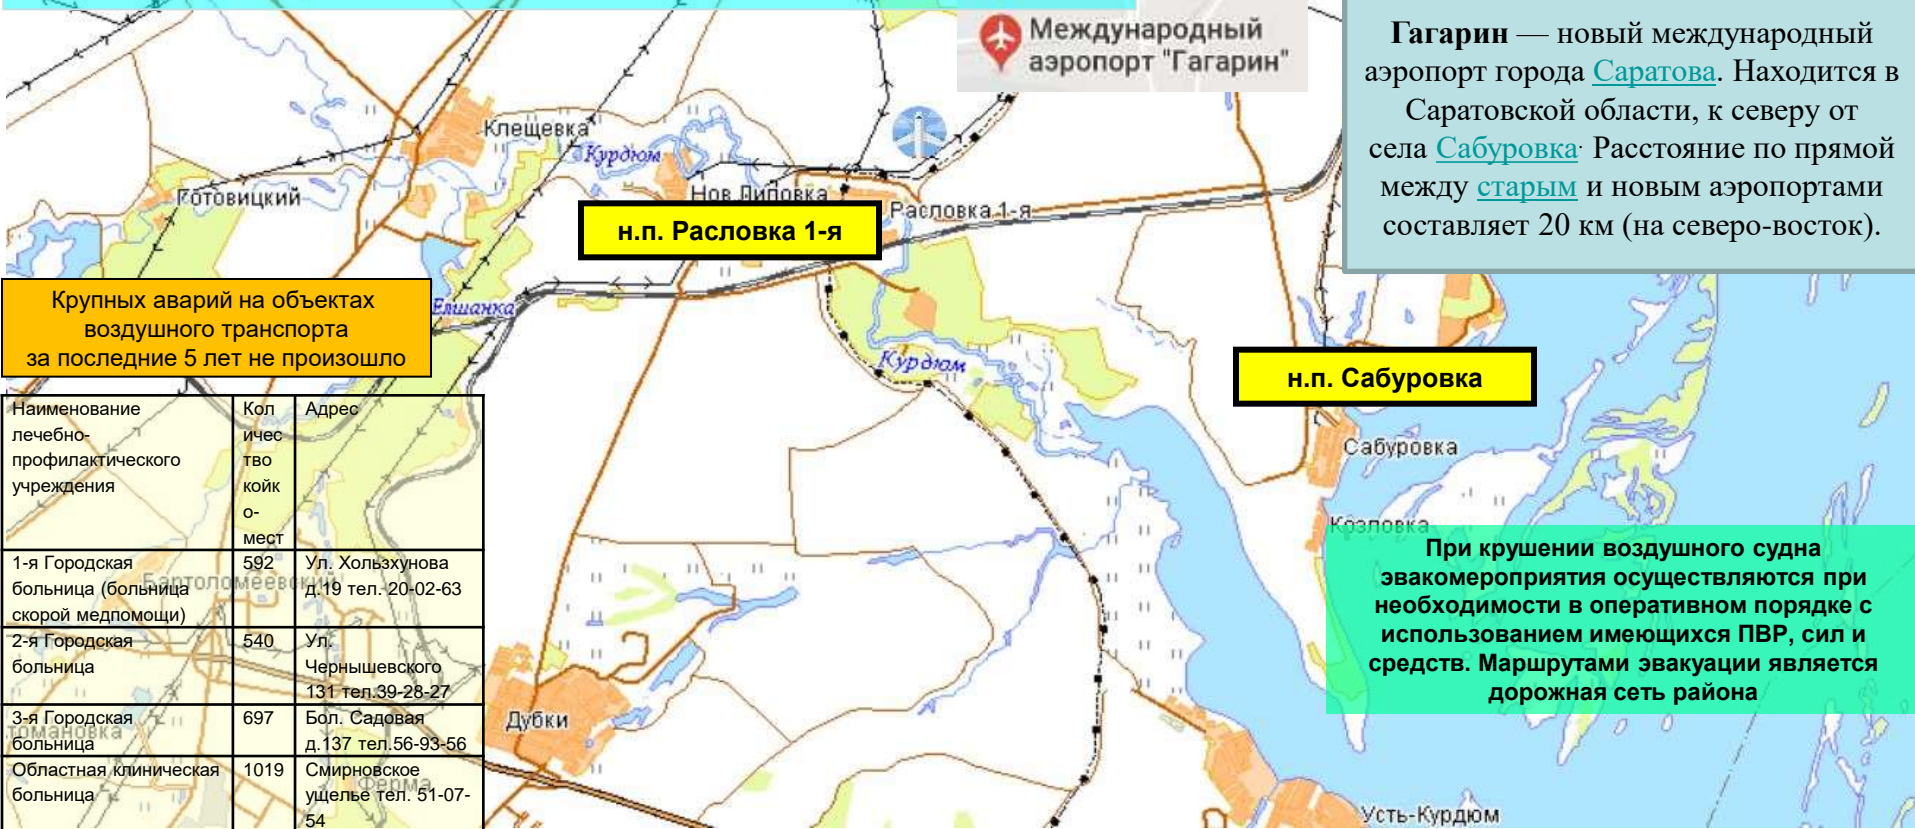 Международный
аэропорт "Гагарин"
Гагарин — новый международный
аэропорт города Саратова. Находится в
Саратовской области, к северу от
села Сабуровка. Расстояние по прямой
между старым и новым аэропортами
составляет 20 км (на северо-восток).
Клещевка
Курдюм
Готовицкий
Нов.Липовка
Расловка 1-я
н.п. Расловка 1-я
Крупных аварий на объектах
воздушного транспорта
за последние 5 лет не произошло
Елшанка
Курдюм
н.п. Сабуровка
Сабуровка
Козловка
При крушении воздушного судна
эвакомероприятия осуществляются при
необходимости в оперативном порядке с
использованием имеющихся ПВР, сил и
средств. Маршрутами эвакуации является
дорожная сеть района
Наименование
лечебно-
профилактического
учреждения
Кол
ичес
тво
койк
о-
мест
Адрес
1-я Городская
больница (больница
скорой медпомощи)
592
Ул. Хользхунова
д.19 тел. 20-02-63
2-я Городская
больница
540
Ул.
Чернышевского
131 тел.39-28-27
3-я Городская
больница
697
Бол. Садовая
д.137 тел.56-93-56
Областная клиническая
больница
1019
Смирновское
ущелье тел. 51-07-
54
Бартоломеевский
Ферма
Дубки
Усть-Курдюм